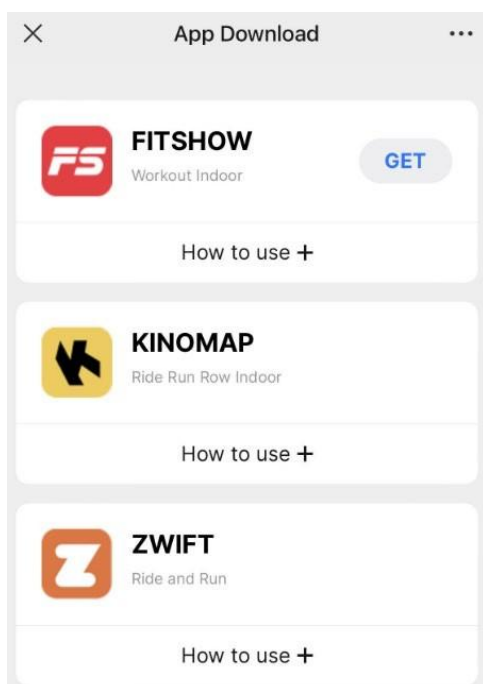 App Download
FITSHOW
Workout Indoor
GET
How to use +
KINOMAP
Ride Run Row Indoor
How to use +
ZWIFT
Ride and Run
How to use +